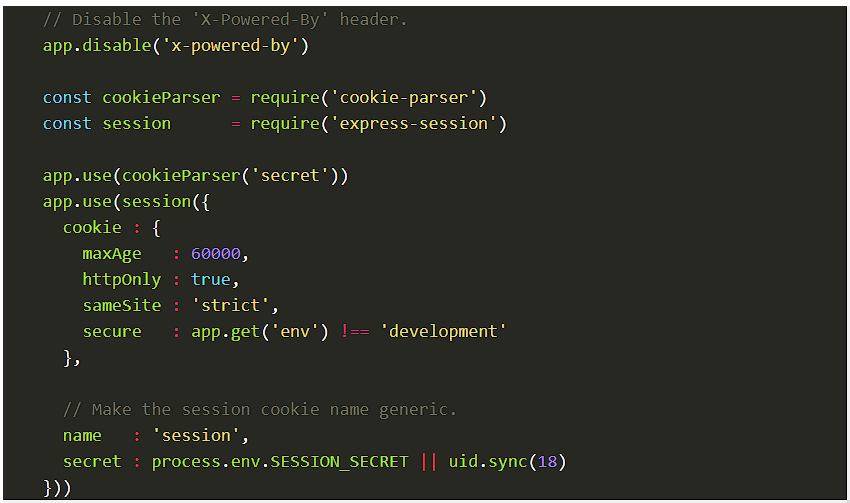 // Disable the 'X-Powered-By' header.
app.disable('x-powered-by')
const cookieParser = require('cookie-parser')
const session      = require('express-session')
app.use(cookieParser('secret'))
app.use(session({
  cookie : {
    maxAge   : 60000,
    httpOnly : true,
    sameSite : 'strict',
    secure   : app.get('env') !== 'development'
  },
  // Make the session cookie name generic.
  name   : 'session',
  secret : process.env.SESSION_SECRET || uid.sync(18)
}))